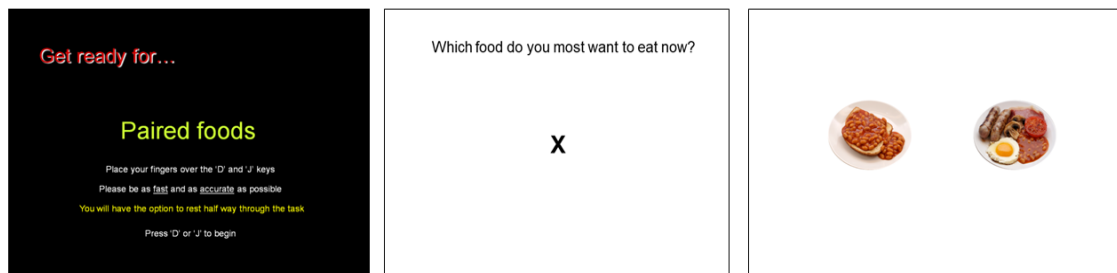 Get ready for...
Paired foods
Place your fingers over the 'D' and 'J' keys
Please be as fast and as accurate as possible
You will have the option to rest half way through the task
Press 'D' or 'J' to begin
Which food do you most want to eat now?
X